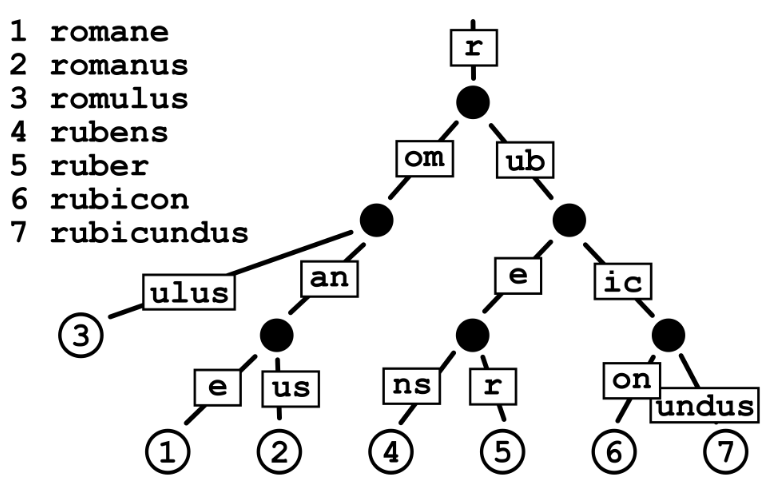 1 romane
2 romanus
3 romulus
4 rubens
5 ruber
6 rubicon
7 rubicundus
r
om ub
ulus an e ic
3
e us ns r on undus
1 2 4 5 6 7